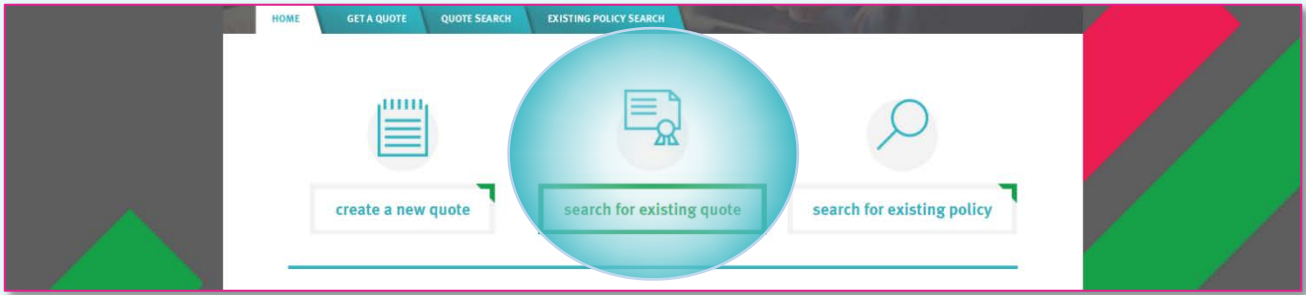 HOME GET A QUOTE QUOTE SEARCH EXISTING POLICY SEARCH
create a new quote search for existing quote search for existing policy